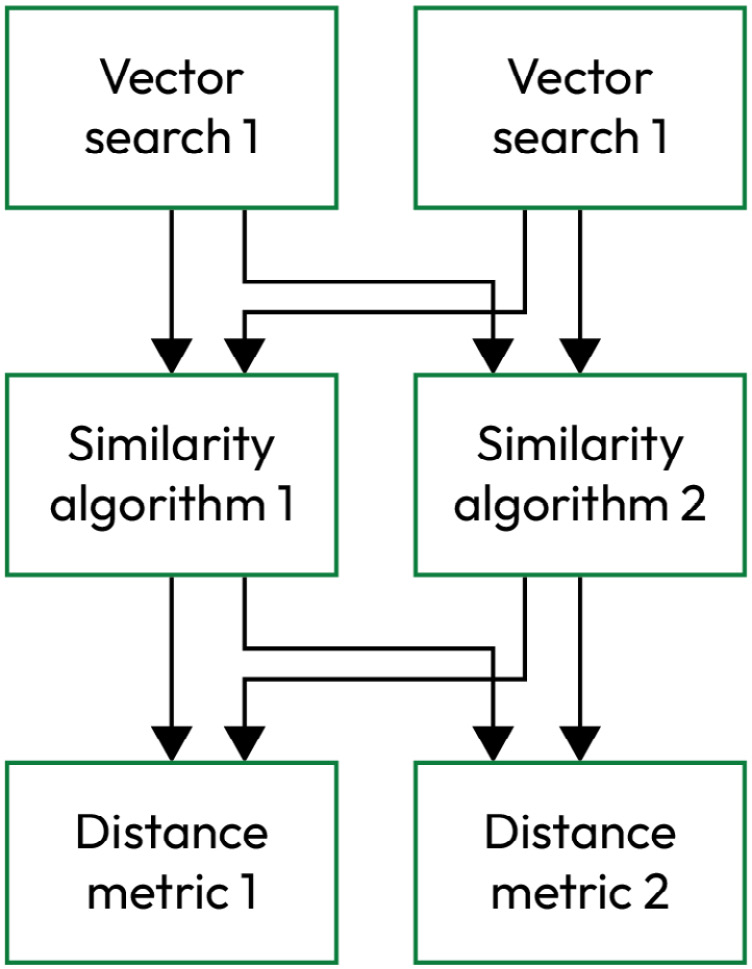 Vector
search 1
Vector
search 1
Similarity
algorithm 1
Similarity
algorithm 2
Distance
metric 1
Distance
metric 2